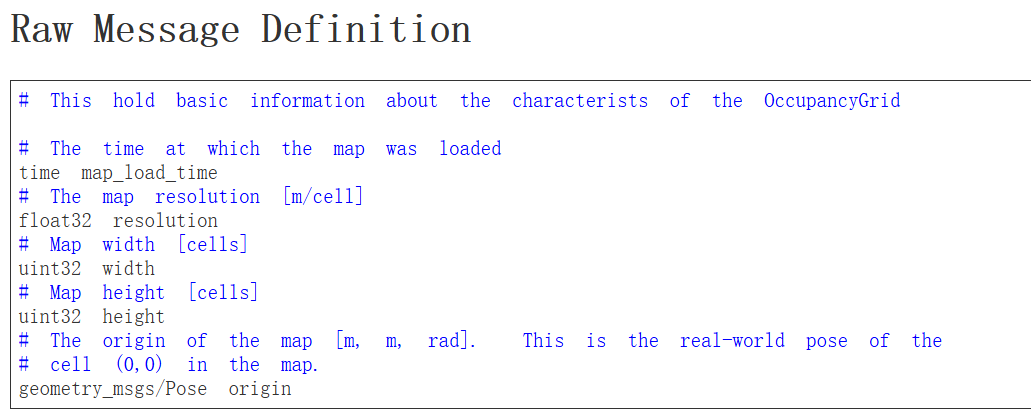 Raw Message Definition
# This hold basic information about the characterists of the OccupancyGrid
# The time at which the map was loaded
time map_load_time
# The map resolution [m/cell]
float32 resolution
# Map width [cells]
uint32 width
# Map height [cells]
uint32 height
# The origin of the map [m, m, rad]. This is the real-world pose of the
# cell (0,0) in the map.
geometry_msgs/Pose origin